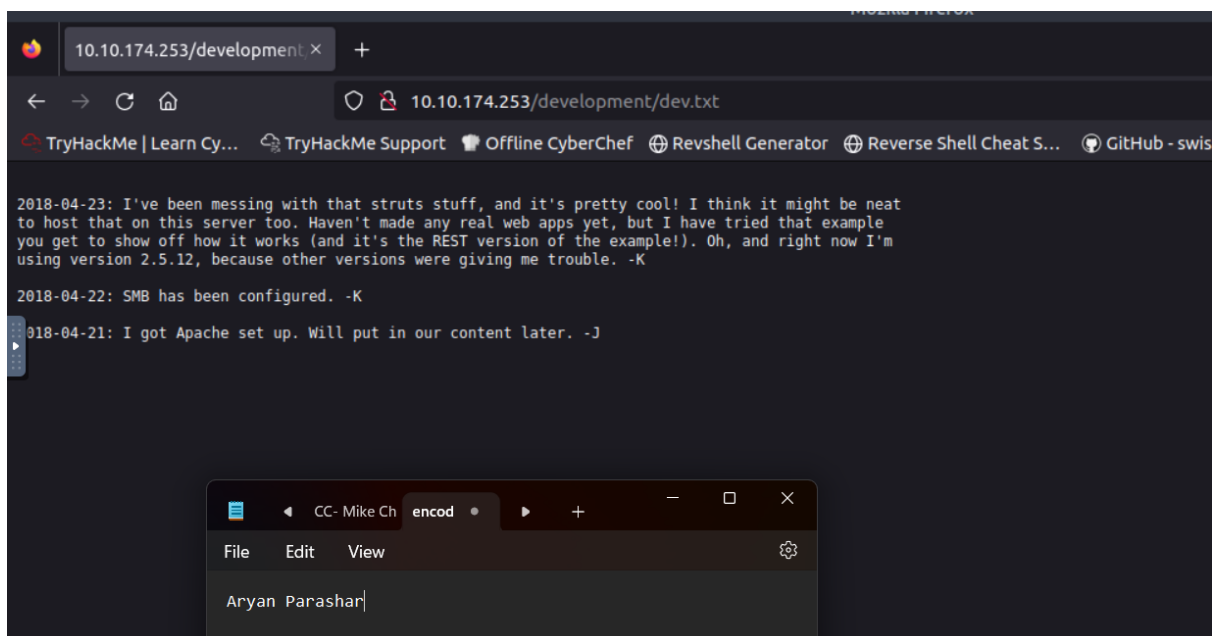 10.10.174.253/development
10.10.174.253/development/dev.txt
TryHackMe | Learn Cy... TryHackMe Support Offline CyberChef Revshell Generator Reverse Shell Cheat S... GitHub - swis
2018-04-23: I've been messing with that struts stuff, and it's pretty cool! I think it might be neat
to host that on this server too. Haven't made any real web apps yet, but I have tried that example
you get to show off how it works (and it's the REST version of the example!). Oh, and right now I'm
using version 2.5.12, because other versions were giving me trouble. -K
2018-04-22: SMB has been configured. -K
018-04-21: I got Apache set up. Will put in our content later. -J
CC- Mike Ch encod
File Edit View
Aryan Parashar